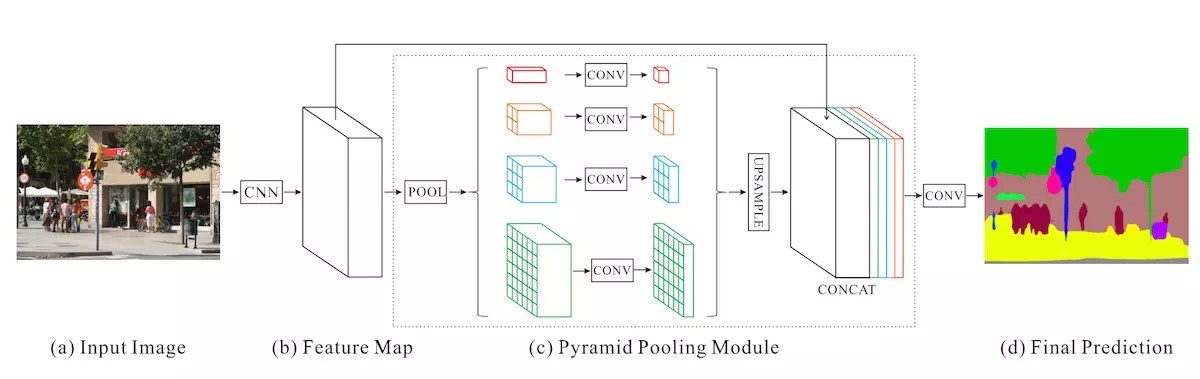 CNN
POOL
CONV
CONV
CONV
CONV
UPSAMPLE
CONCAT
CONV
(a) Input Image
(b) Feature Map
(c) Pyramid Pooling Module
(d) Final Prediction